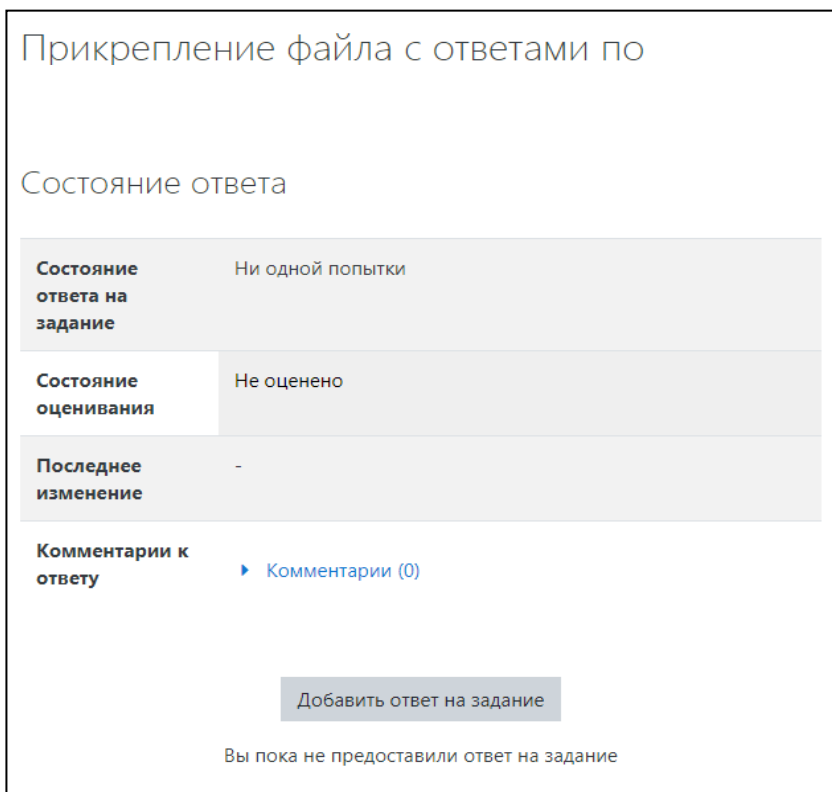 Прикрепление файла с ответами по
Состояние ответа
Состояние
ответа на
задание
Ни одной попытки
Состояние
оценивания
Не оценено
Последнее
изменение
-
Комментарии к
ответу
Комментарии (0)
Добавить ответ на задание
Вы пока не предоставили ответ на задание